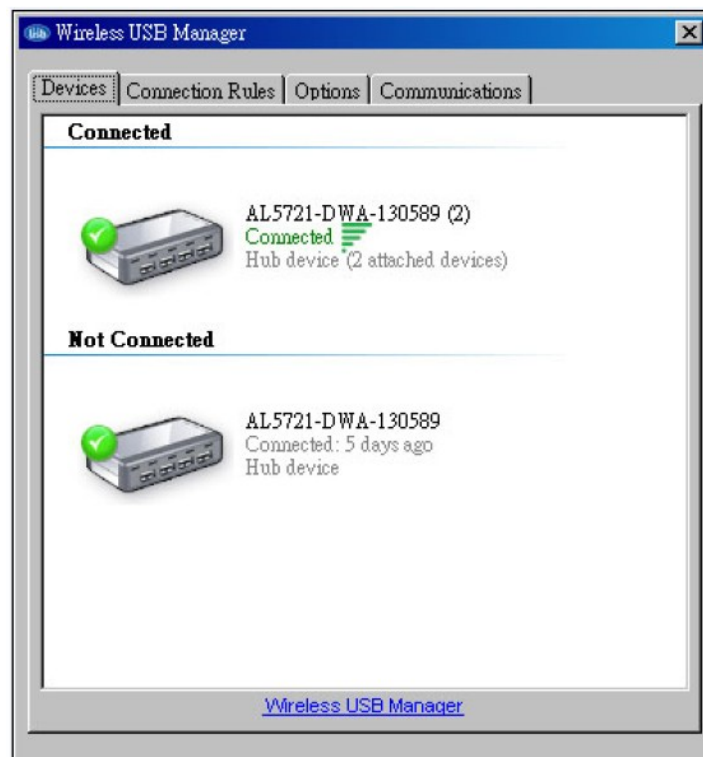 Wireless USB Manager
Devices Connection Rules Options Communications
Connected
AL5721-DWA-130589 (2)
Connected
Hub device (2 attached devices)
Not Connected
AL5721-DWA-130589
Connected: 5 days ago
Hub device
Wireless USB Manager